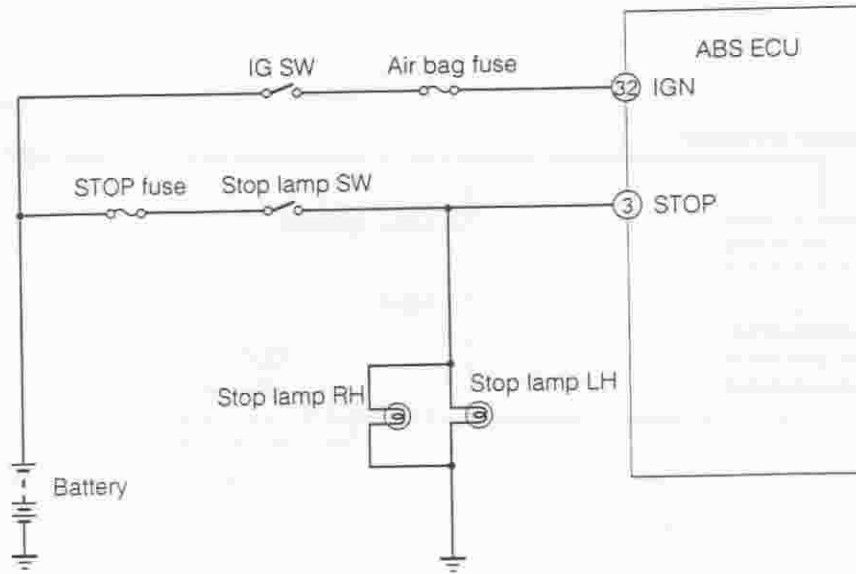 ABS ECU
IG SW
Air bag fuse
32 IGN
STOP fuse
Stop lamp SW
3 STOP
Stop lamp RH
Stop lamp LH
Battery